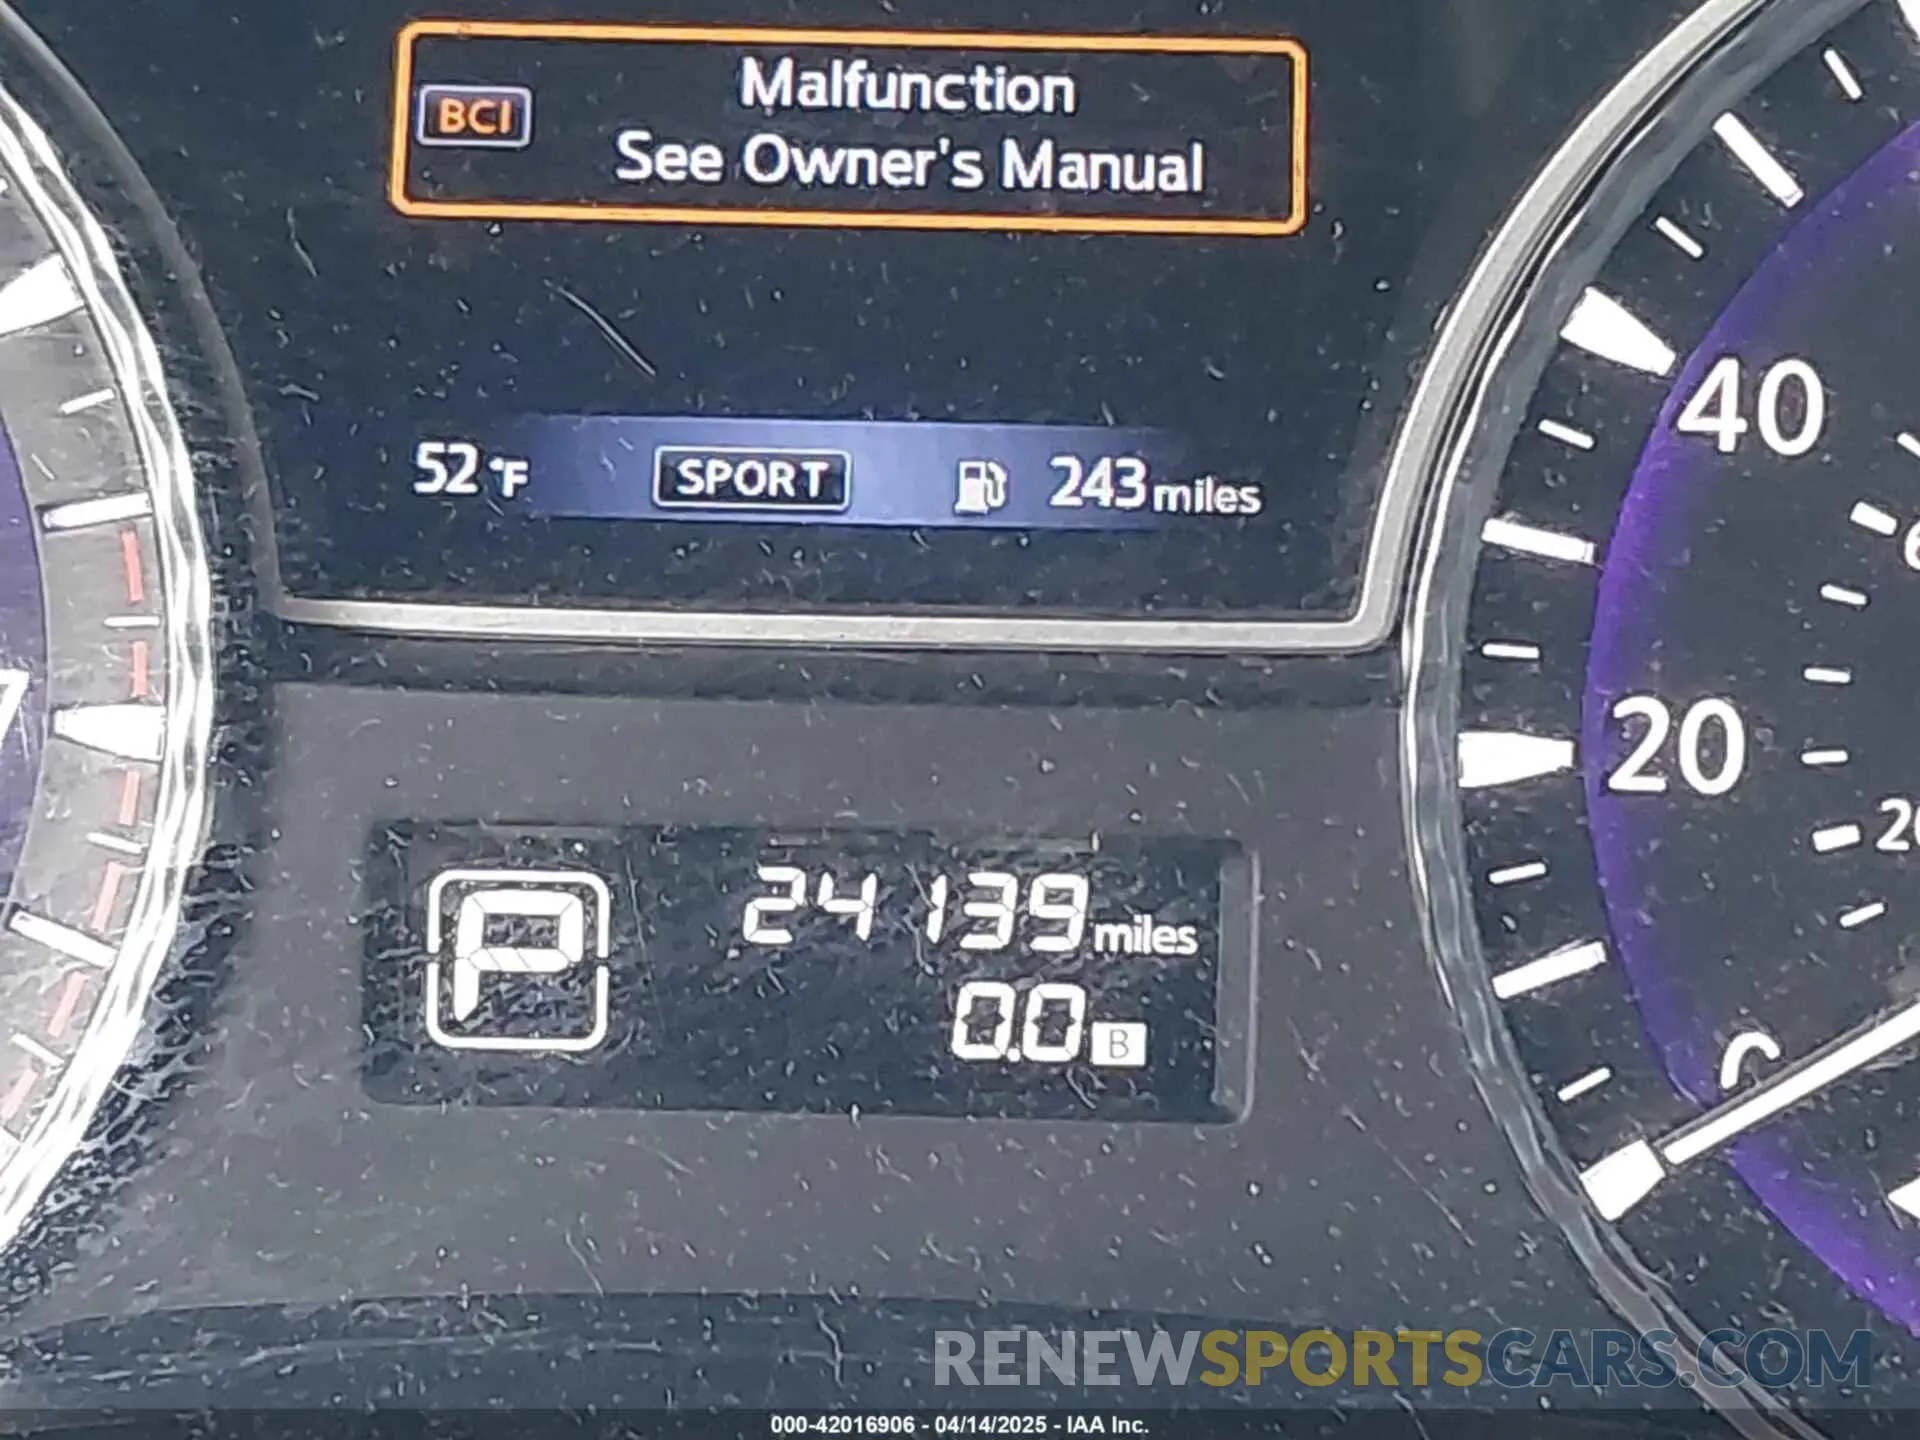 Malfunction
BCI
See Owner's Manual
52°F
SPORT
243 miles
40
20
P
24139 miles
0.0 B
RENEWSPORTSCARS.COM
000-42016906 - 04/14/2025 - IAA Inc.